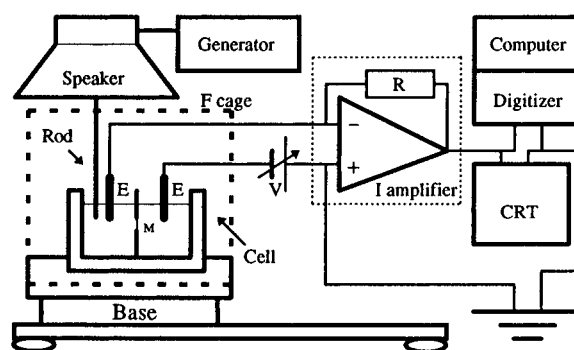 Generator
Computer
Speaker
Digitizer
F cage
R
Rod
−
E
E
+
V
I amplifier
CRT
M
Cell
Base